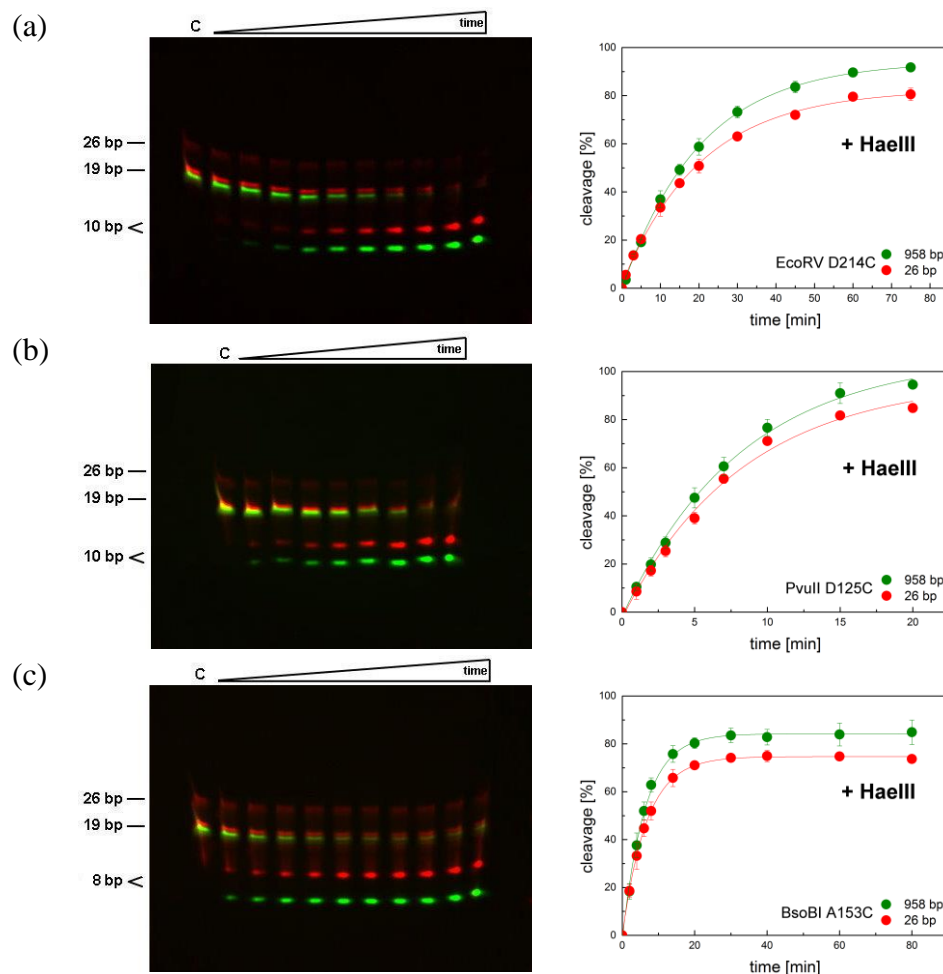 (a)
C
time
26 bp
19 bp
10 bp <
cleavage [%]
100
80
60
40
20
0
+ HaeIII
EcoRV D214C
958 bp
26 bp
0 10 20 30 40 50 60 70 80
time [min]
(b)
C
time
26 bp
19 bp
10 bp <
cleavage [%]
100
80
60
40
20
0
+ HaeIII
PvuII D125C
958 bp
26 bp
0 5 10 15 20
time [min]
(c)
C
time
26 bp
19 bp
8 bp <
cleavage [%]
100
80
60
40
20
0
+ HaeIII
BsoBI A153C
958 bp
26 bp
0 20 40 60 80
time [min]